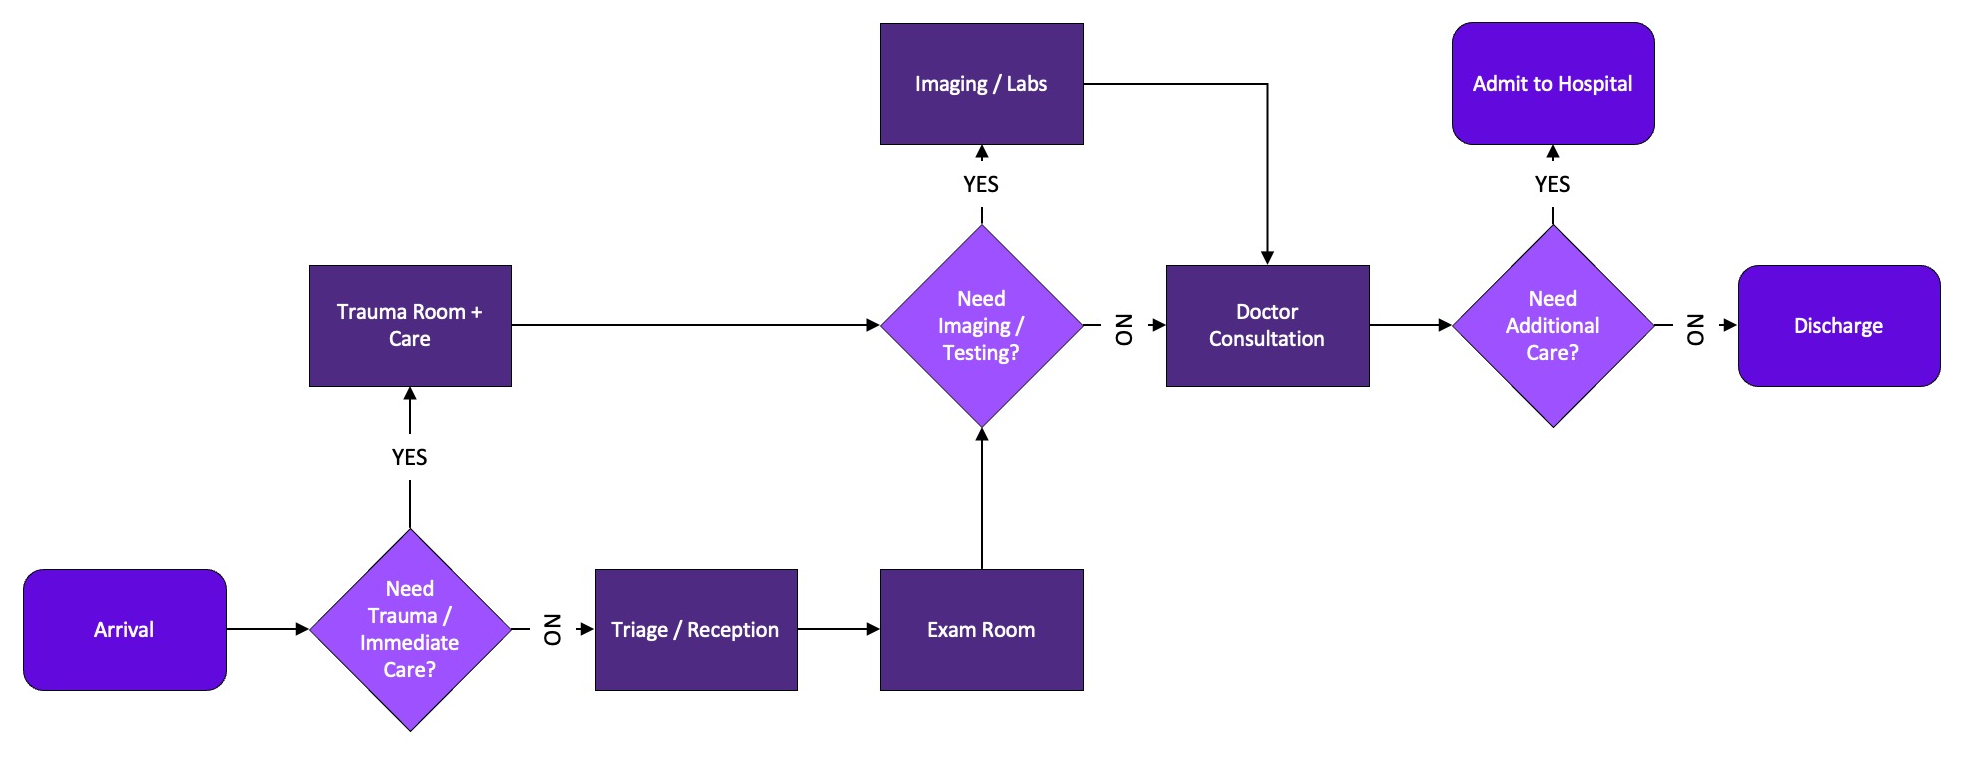 Imaging / Labs
Admit to Hospital
YES
YES
Trauma Room +
Care
Need
Imaging /
Testing?
NO
Doctor
Consultation
Need
Additional
Care?
NO
Discharge
YES
Arrival
Need
Trauma /
Immediate
Care?
NO
Triage / Reception
Exam Room